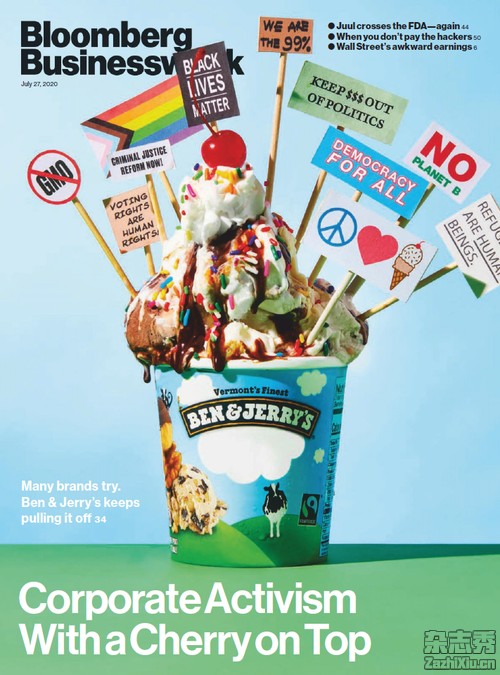 Bloomberg
Businessweek
July 27, 2020
● Juul crosses the FDA—again 44
● When you don't pay the hackers 50
● Wall Street's awkward earnings 6
WE ARE
THE 99%
BLACK
LIVES
MATTER
KEEP $$$ OUT
OF POLITICS
DEMOCRACY
FOR ALL
NO
PLANET B
CRIMINAL JUSTICE
REFORM NOW!
GMO
VOTING
RIGHTS
ARE
HUMAN
RIGHTS!
ARE HUMAN
BEINGS.
Vermont's Finest
BEN & JERRY'S
Many brands try.
Ben & Jerry's keeps
pulling it off 34
Corporate Activism
With a Cherry on Top
杂志秀
ZaZhiXiu.cn